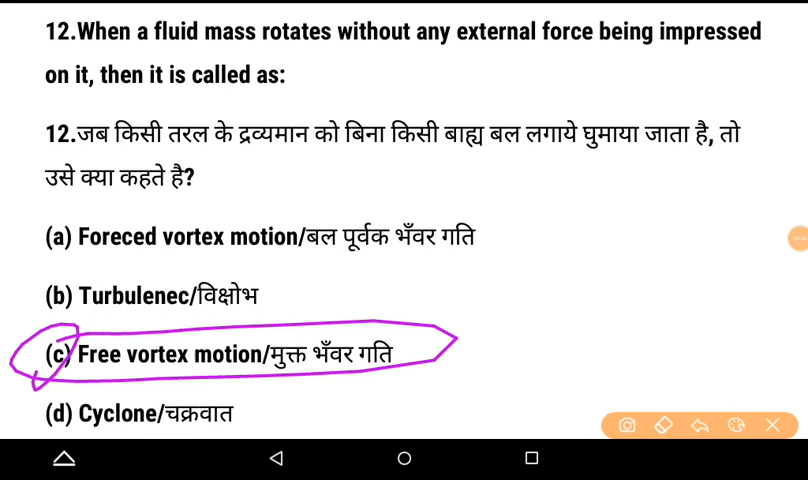 12.When a fluid mass rotates without any external force being impressed
on it, then it is called as:
12.जब किसी तरल के द्रव्यमान को बिना किसी बाह्य बल लगाये घुमाया जाता है, तो
उसे क्या कहते है?
(a) Foreced vortex motion/बल पूर्वक भँवर गति
(b) Turbulenec/विक्षोभ
(c) Free vortex motion/मुक्त भँवर गति
(d) Cyclone/चक्रवात